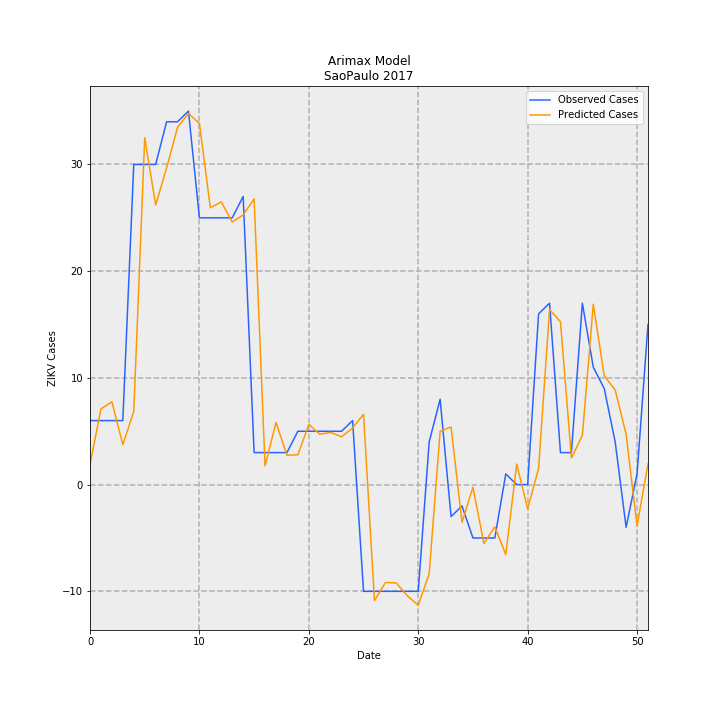 Arimax Model
SaoPaulo 2017
Observed Cases
Predicted Cases
ZIKV Cases
30
20
10
0
−10
0 10 20 30 40 50
Date